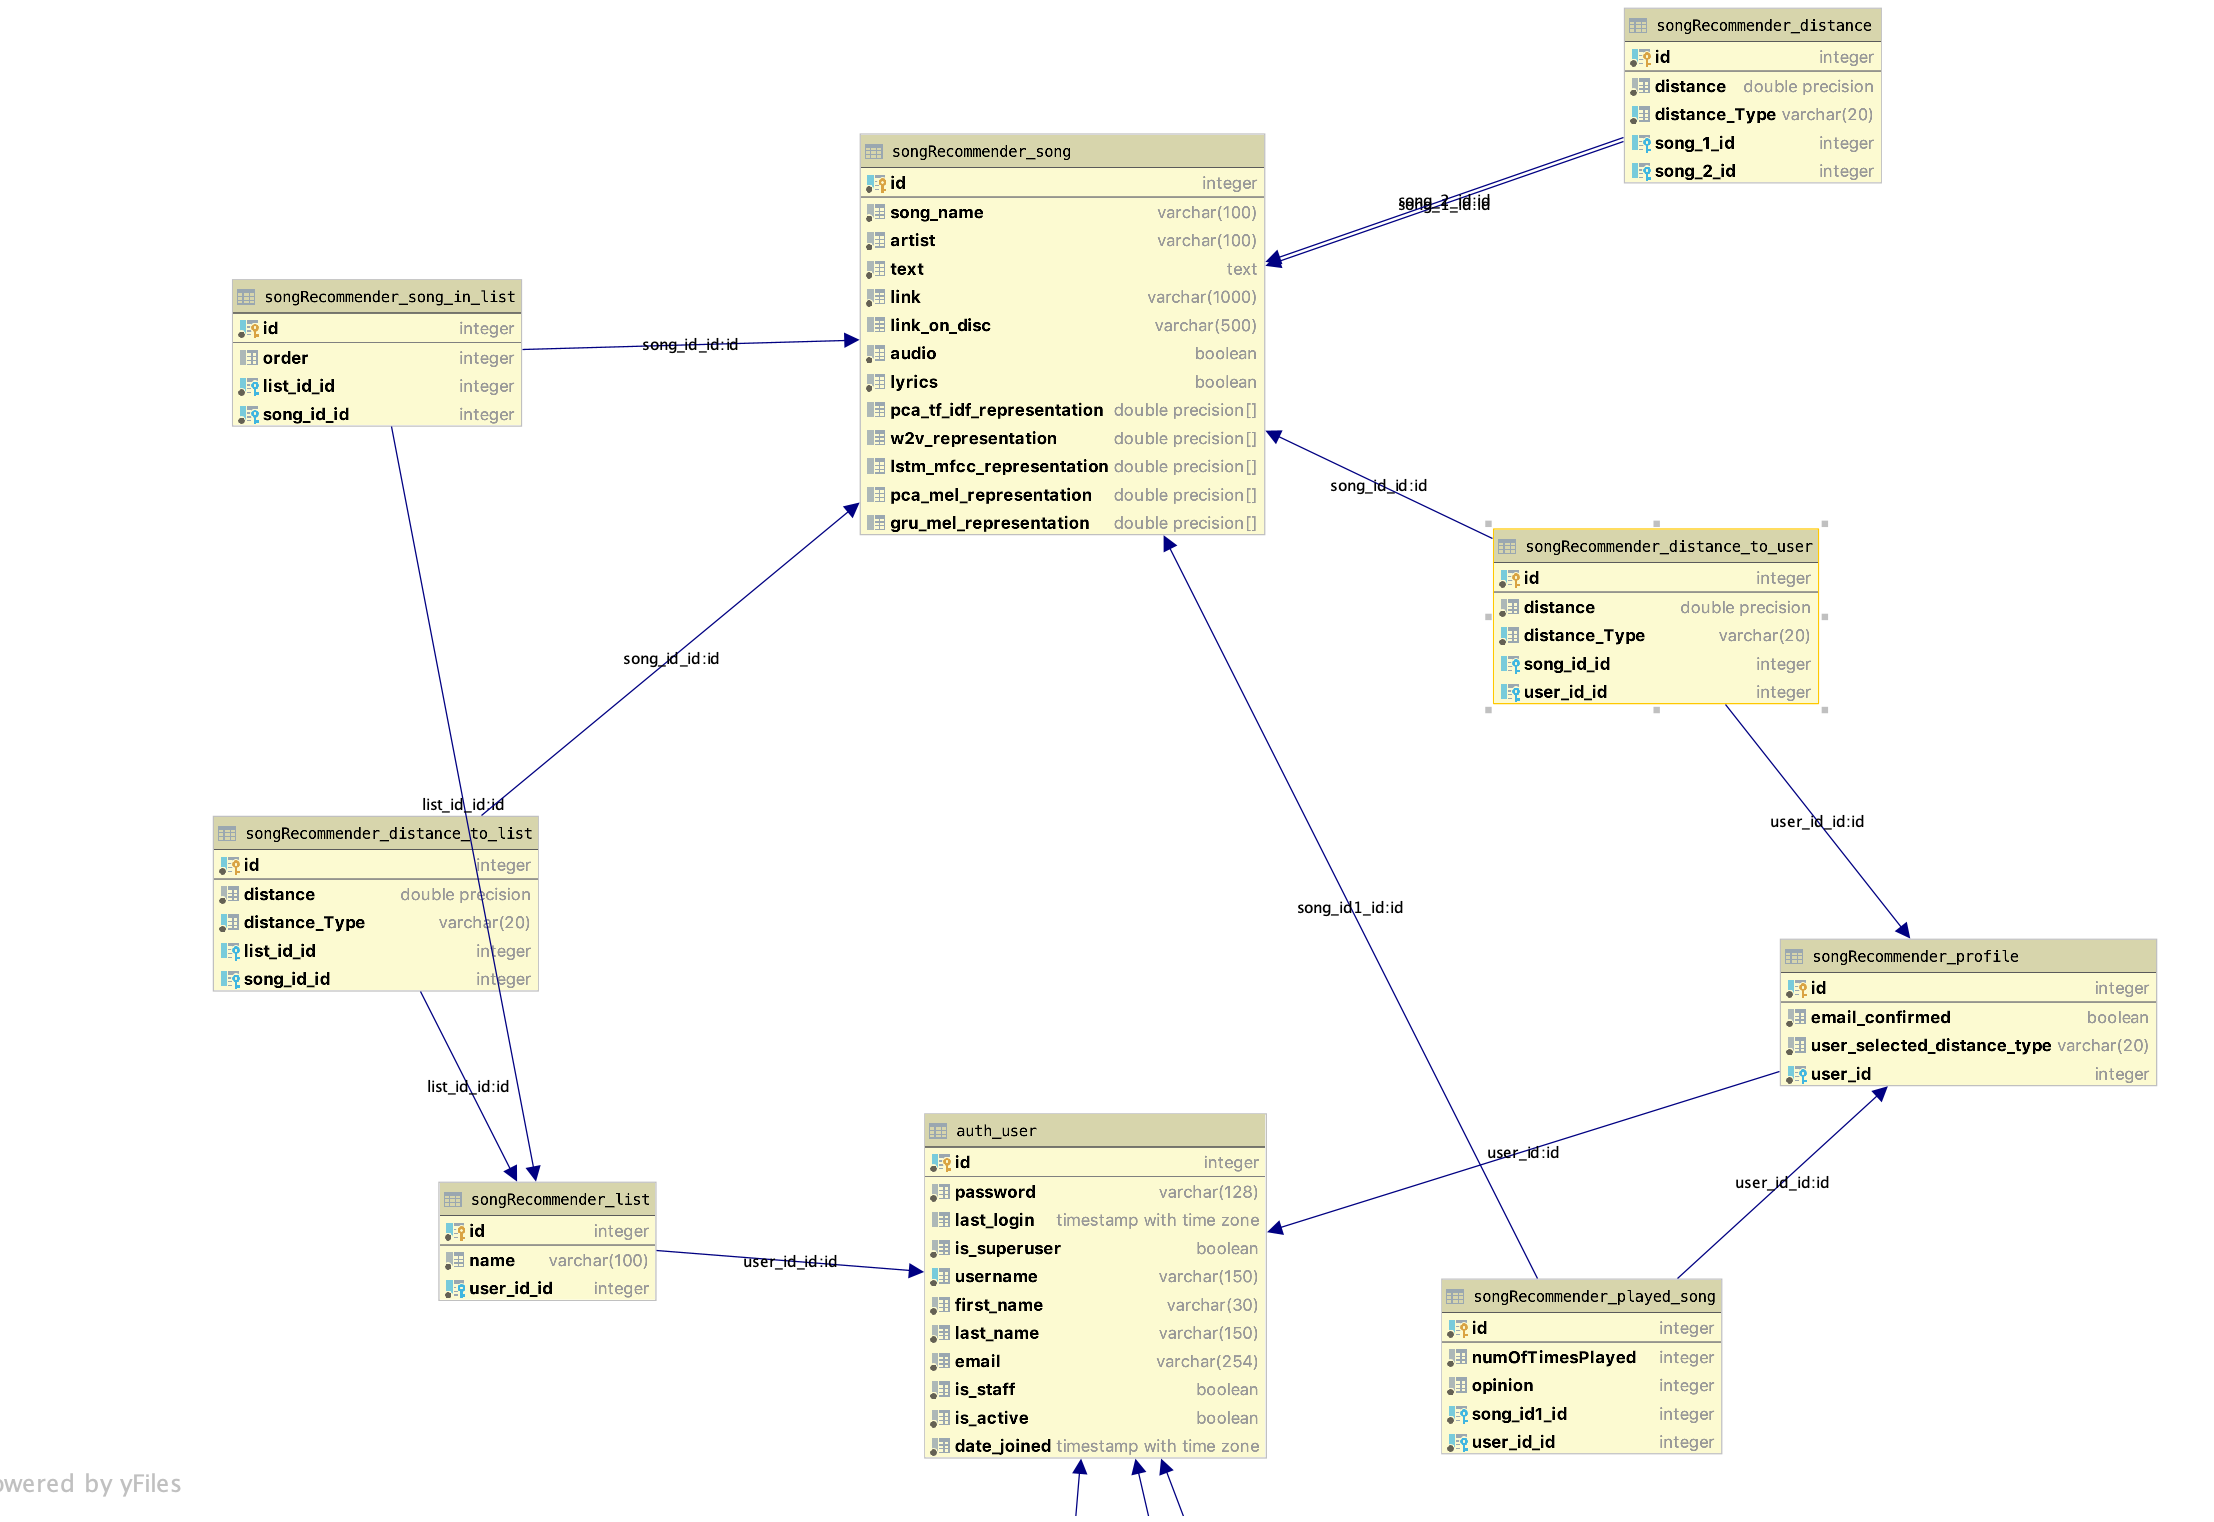 songRecommender_distance
id integer
distance double precision
distance_Type varchar(20)
song_1_id integer
song_2_id integer
songRecommender_song
id integer
song_name varchar(100)
artist varchar(100)
text text
link varchar(1000)
link_on_disc varchar(500)
audio boolean
lyrics boolean
pca_tf_idf_representation double precision[]
w2v_representation double precision[]
lstm_mfcc_representation double precision[]
pca_mel_representation double precision[]
gru_mel_representation double precision[]
song_2_id:id
song_1_id:id
songRecommender_song_in_list
id integer
order integer
list_id_id integer
song_id_id integer
song_id_id:id
song_id_id:id
songRecommender_distance_to_user
id integer
distance double precision
distance_Type varchar(20)
song_id_id integer
user_id_id integer
song_id_id:id
list_id_id:id
user_id_id:id
songRecommender_distance_to_list
id integer
distance double precision
distance_Type varchar(20)
list_id_id integer
song_id_id integer
song_id1_id:id
songRecommender_profile
id integer
email_confirmed boolean
user_selected_distance_type varchar(20)
user_id integer
list_id_id:id
user_id:id
user_id_id:id
auth_user
id integer
password varchar(128)
last_login timestamp with time zone
is_superuser boolean
username varchar(150)
first_name varchar(30)
last_name varchar(150)
email varchar(254)
is_staff boolean
is_active boolean
date_joined timestamp with time zone
songRecommender_list
id integer
name varchar(100)
user_id_id integer
user_id_id:id
songRecommender_played_song
id integer
numOfTimesPlayed integer
opinion integer
song_id1_id integer
user_id_id integer
owered by yFiles